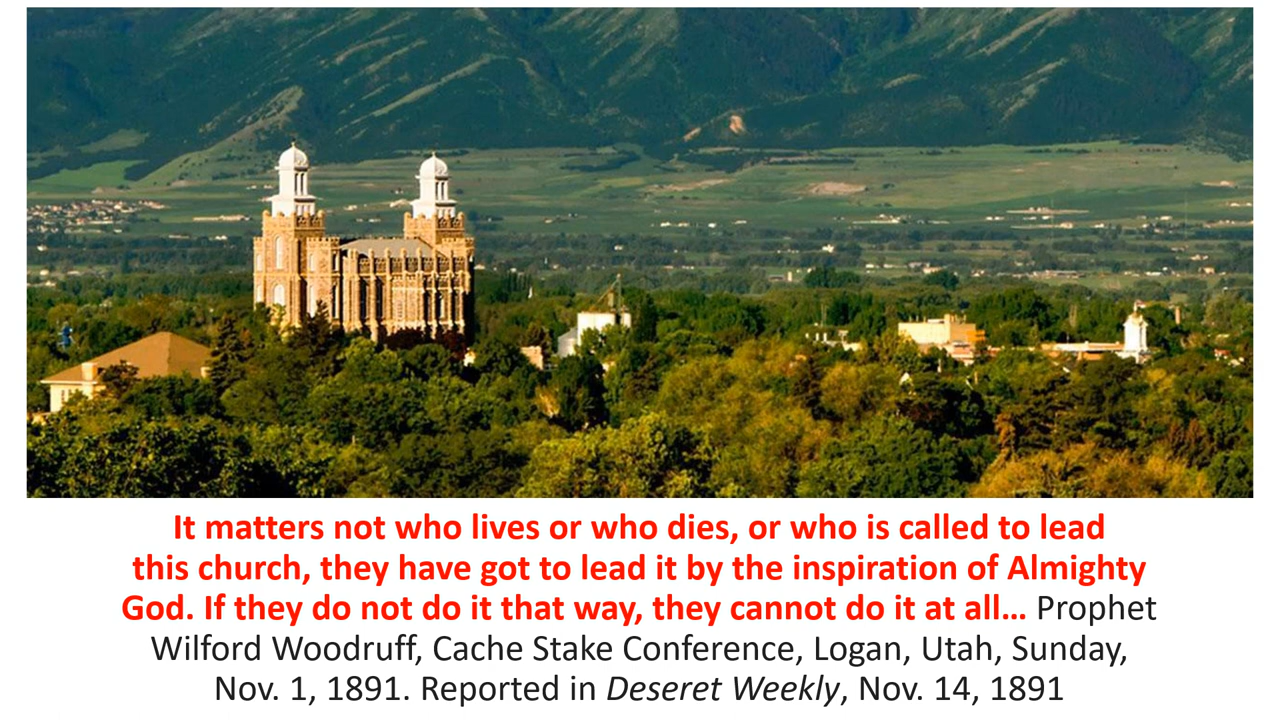 It matters not who lives or who dies, or who is called to lead
this church, they have got to lead it by the inspiration of Almighty
God. If they do not do it that way, they cannot do it at all... Prophet
Wilford Woodruff, Cache Stake Conference, Logan, Utah, Sunday,
Nov. 1, 1891. Reported in Deseret Weekly, Nov. 14, 1891